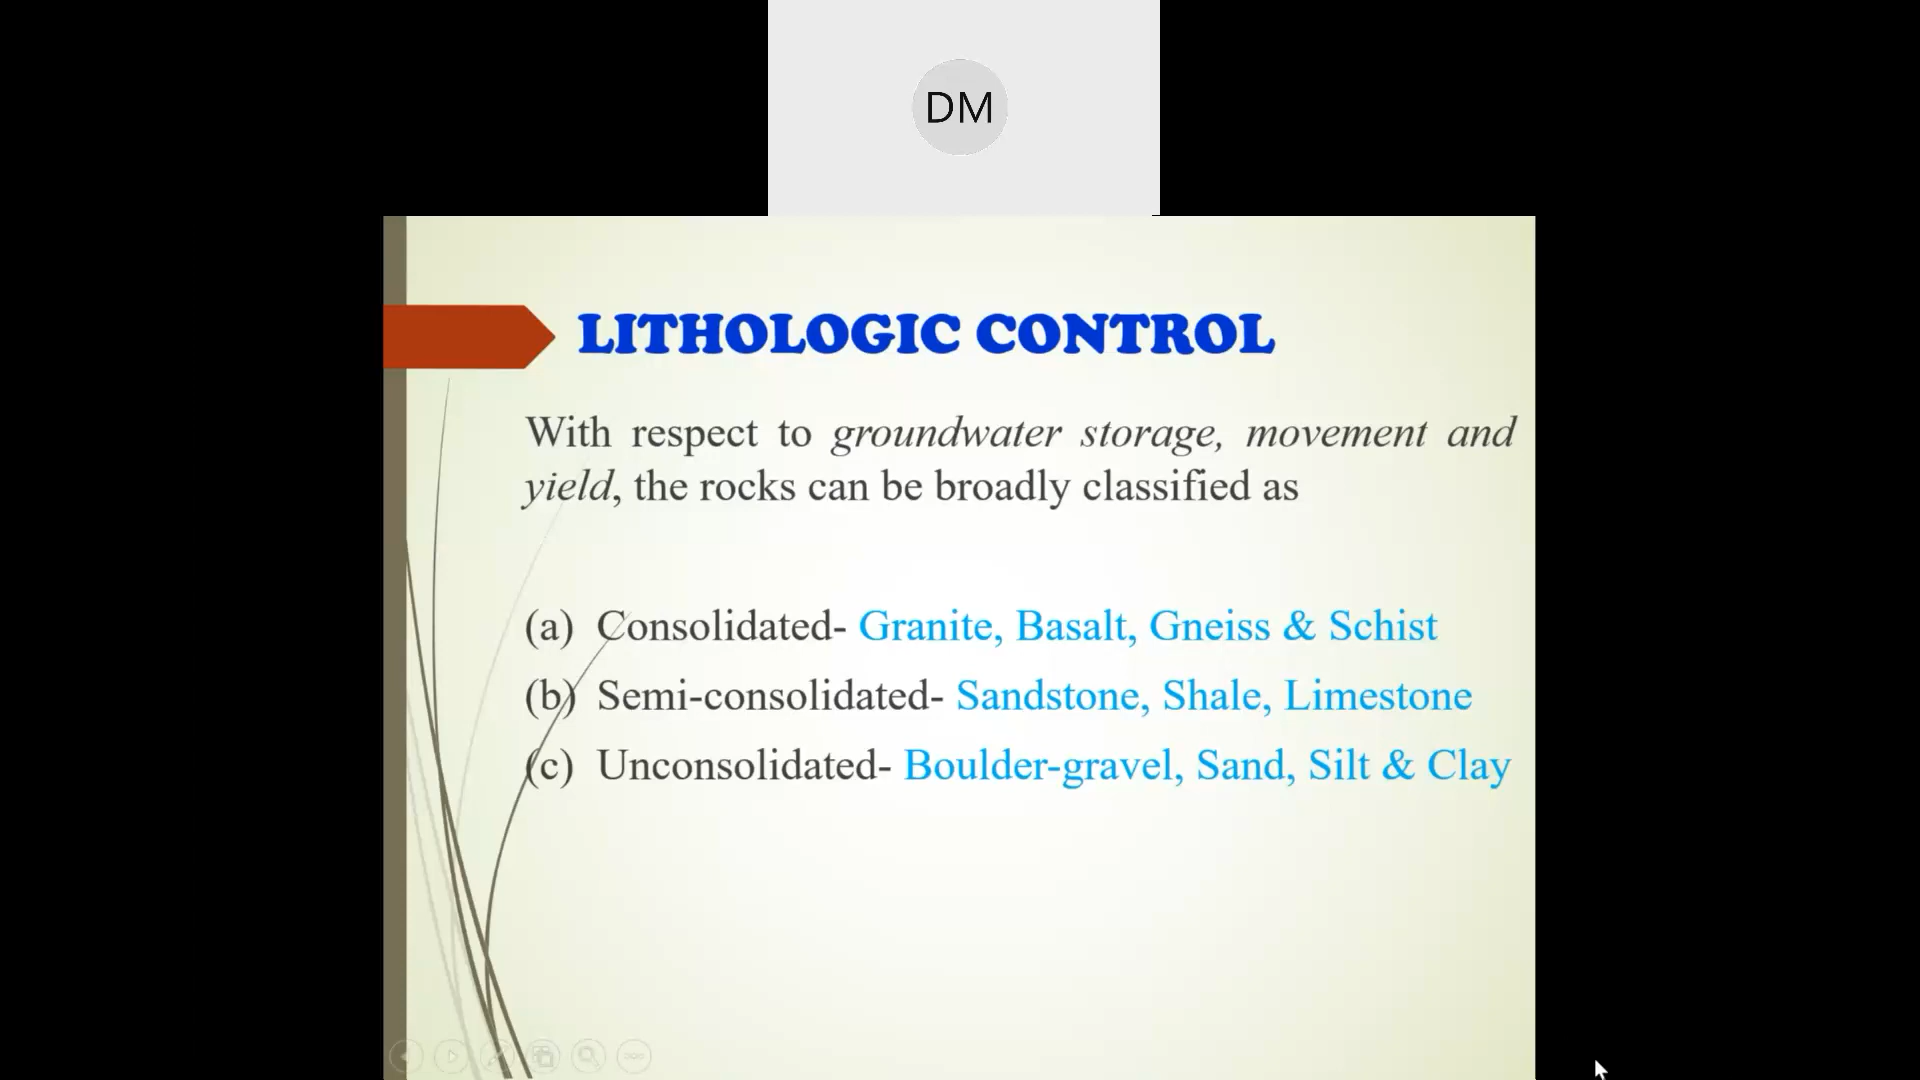 DM
LITHOLOGIC CONTROL
With respect to groundwater storage, movement and
yield, the rocks can be broadly classified as
(a) Consolidated- Granite, Basalt, Gneiss & Schist
(b) Semi-consolidated- Sandstone, Shale, Limestone
(c) Unconsolidated- Boulder-gravel, Sand, Silt & Clay